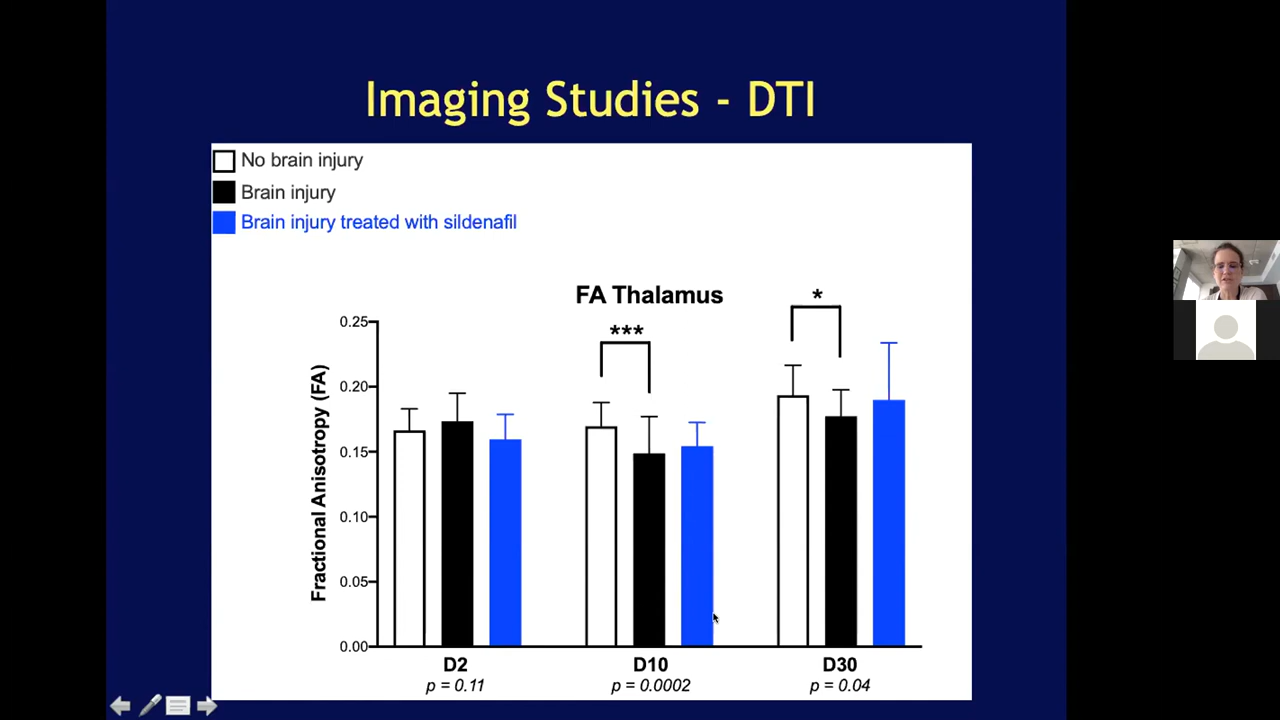 Imaging Studies - DTI
No brain injury
Brain injury
Brain injury treated with sildenafil
FA Thalamus
***
*
Fractional Anisotropy (FA)
0.25
0.20
0.15
0.10
0.05
0.00
D2
D10
D30
p = 0.11
p = 0.0002
p = 0.04